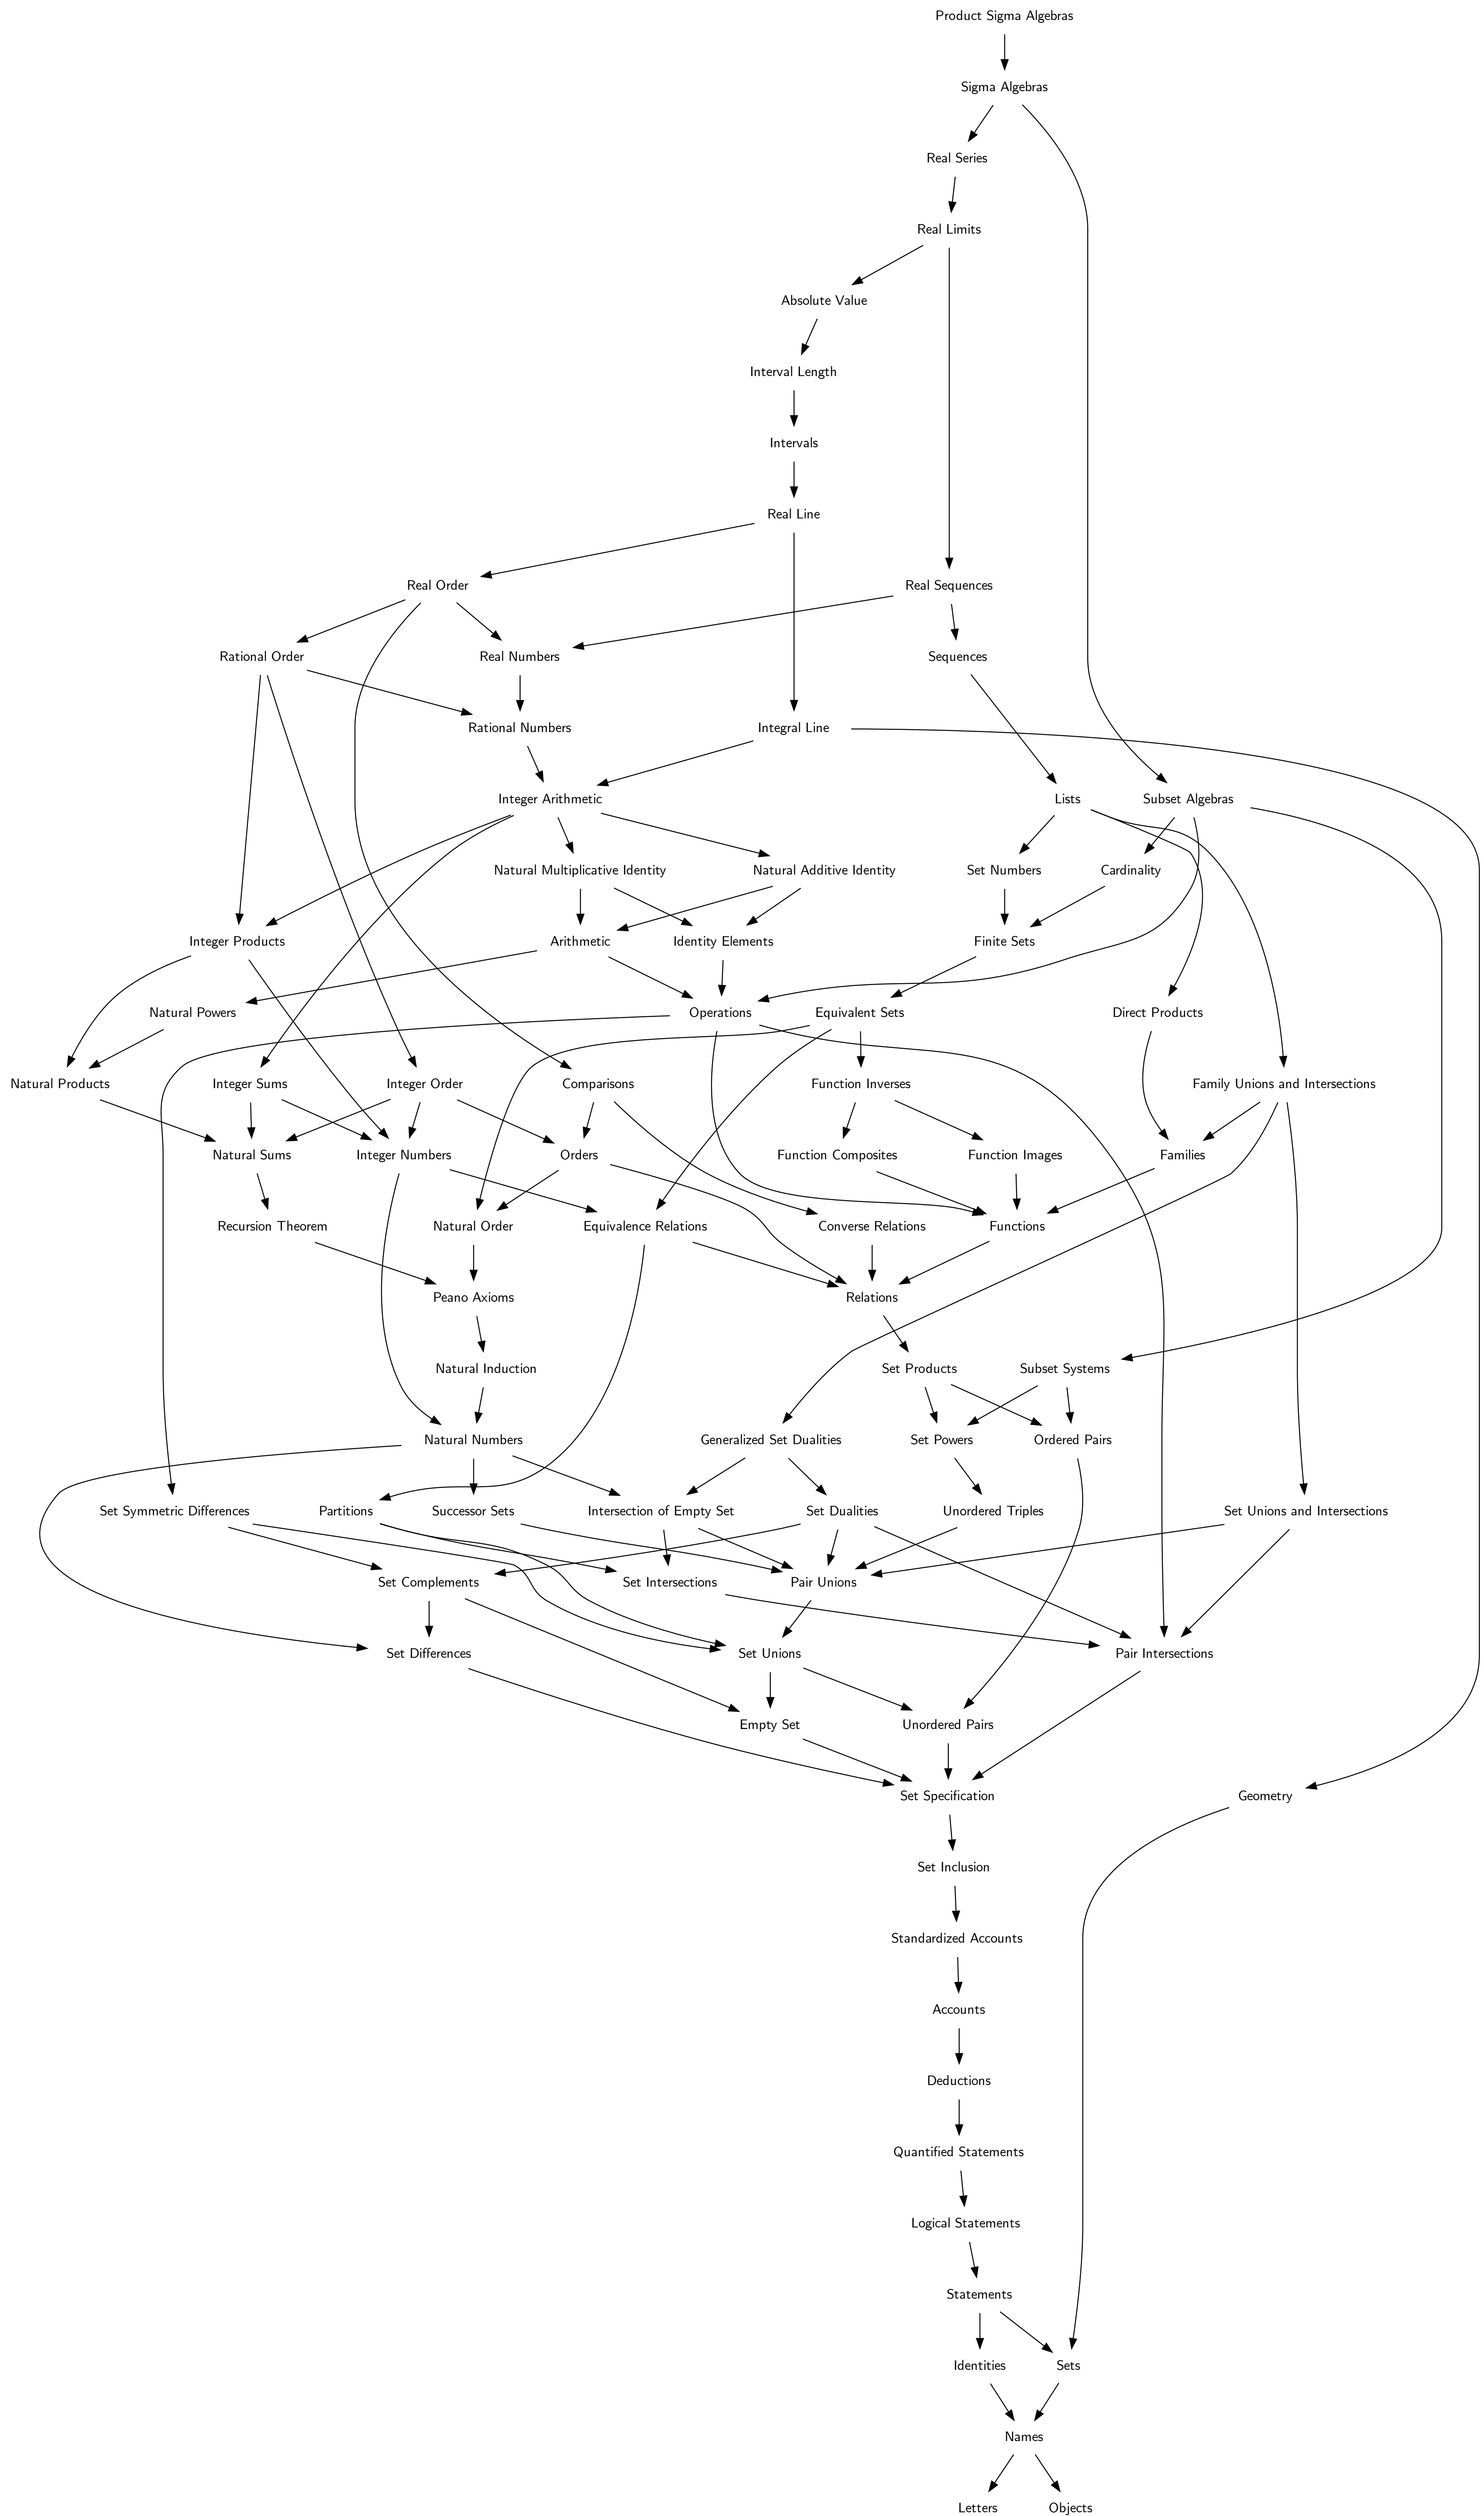 Product Sigma Algebras
Sigma Algebras
Real Series
Real Limits
Absolute Value
Interval Length
Intervals
Real Line
Real Order
Real Sequences
Rational Order
Real Numbers
Sequences
Rational Numbers
Integral Line
Integer Arithmetic
Lists
Subset Algebras
Natural Multiplicative Identity
Natural Additive Identity
Set Numbers
Cardinality
Integer Products
Arithmetic
Identity Elements
Finite Sets
Natural Powers
Operations
Equivalent Sets
Direct Products
Natural Products
Integer Sums
Integer Order
Comparisons
Function Inverses
Family Unions and Intersections
Natural Sums
Integer Numbers
Orders
Function Composites
Function Images
Families
Recursion Theorem
Natural Order
Equivalence Relations
Converse Relations
Functions
Peano Axioms
Relations
Natural Induction
Set Products
Subset Systems
Natural Numbers
Generalized Set Dualities
Set Powers
Ordered Pairs
Set Symmetric Differences
Partitions
Successor Sets
Intersection of Empty Set
Set Dualities
Unordered Triples
Set Unions and Intersections
Set Complements
Set Intersections
Pair Unions
Set Differences
Set Unions
Pair Intersections
Empty Set
Unordered Pairs
Set Specification
Geometry
Set Inclusion
Standardized Accounts
Accounts
Deductions
Quantified Statements
Logical Statements
Statements
Identities
Sets
Names
Letters
Objects